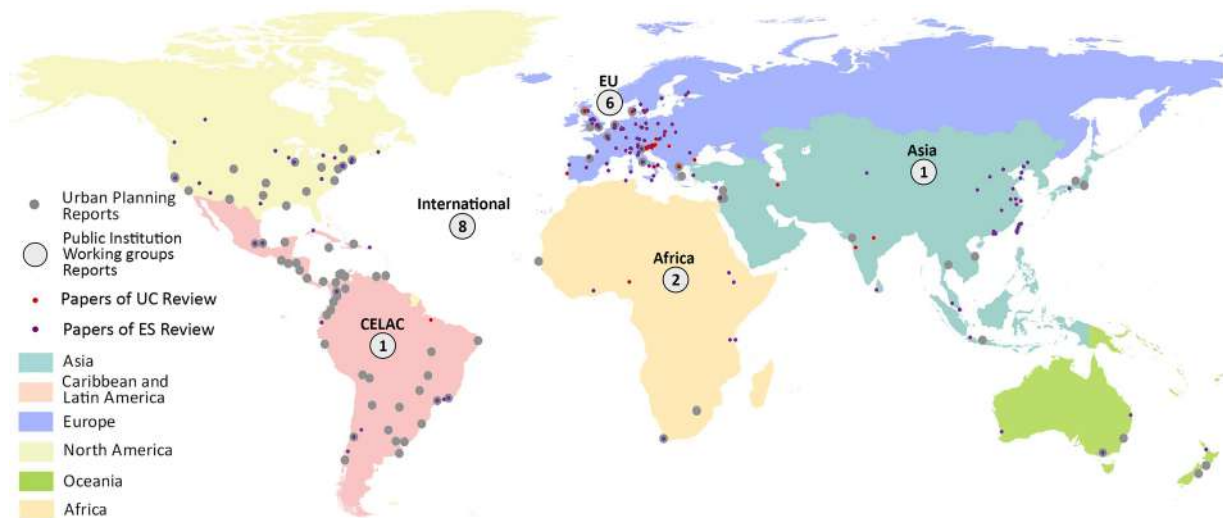 EU
6
Asia
1
Urban Planning
Reports
International
8
Public Institution
Working groups
Reports
Africa
2
Papers of UC Review
Papers of ES Review
CELAC
1
Asia
Caribbean and
Latin America
Europe
North America
Oceania
Africa